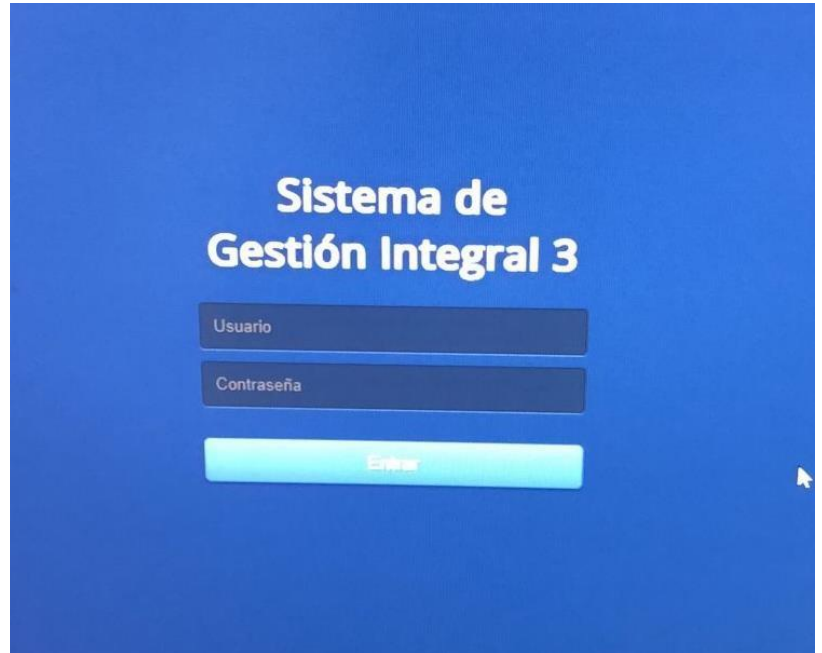 Sistema de
Gestión Integral 3
Usuario
Contraseña
Entrar